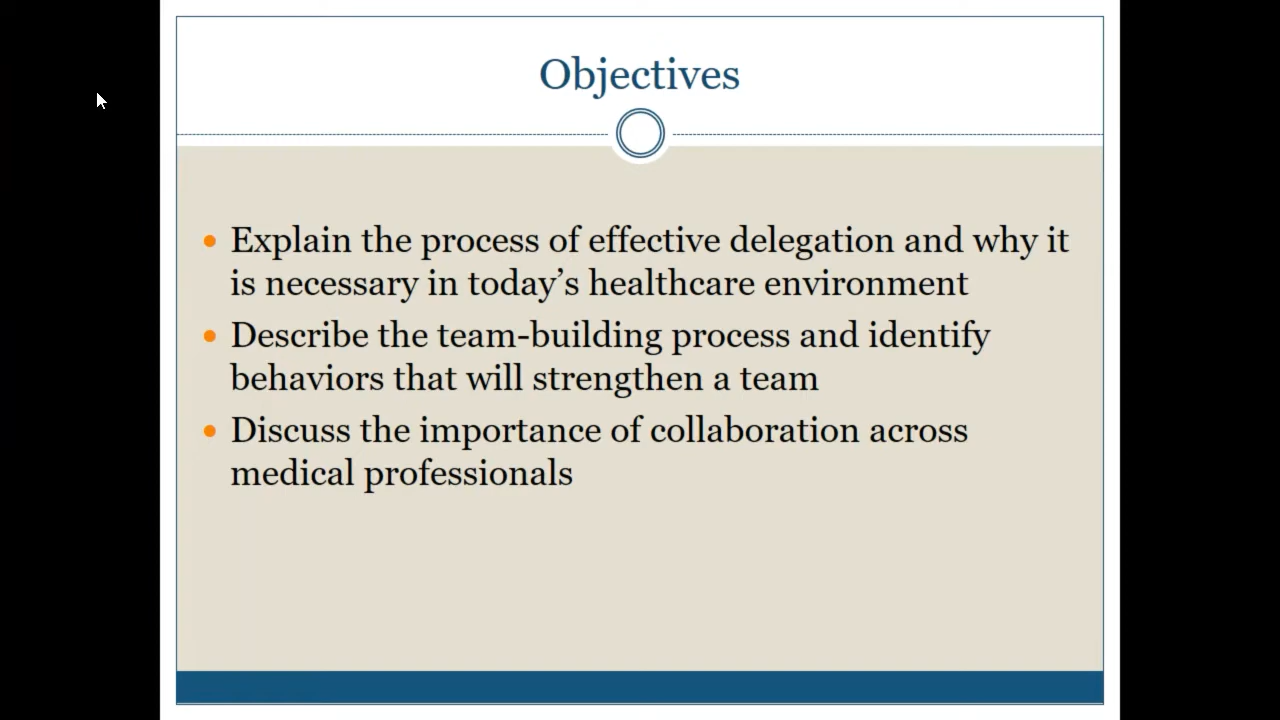 Objectives
Explain the process of effective delegation and why it
is necessary in today’s healthcare environment
Describe the team-building process and identify
behaviors that will strengthen a team
Discuss the importance of collaboration across
medical professionals